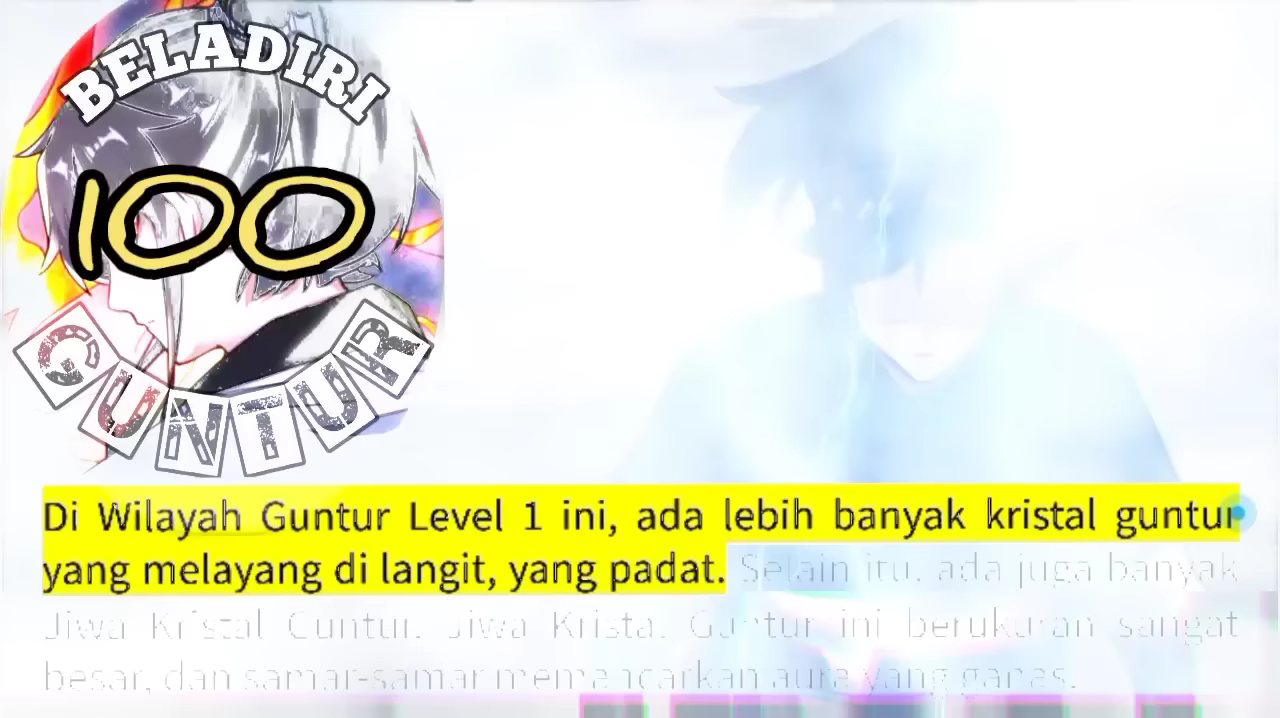 BELADIRI
100
GUNTUR
Di Wilayah Guntur Level 1 ini, ada lebih banyak kristal guntur
yang melayang di langit, yang padat. Selain itu, ada juga banyak
Jiwa Kristal Guntur. Jiwa Kristal Guntur ini berukuran sangat
besar, dan samar-samar memancarkan aura yang ganas.